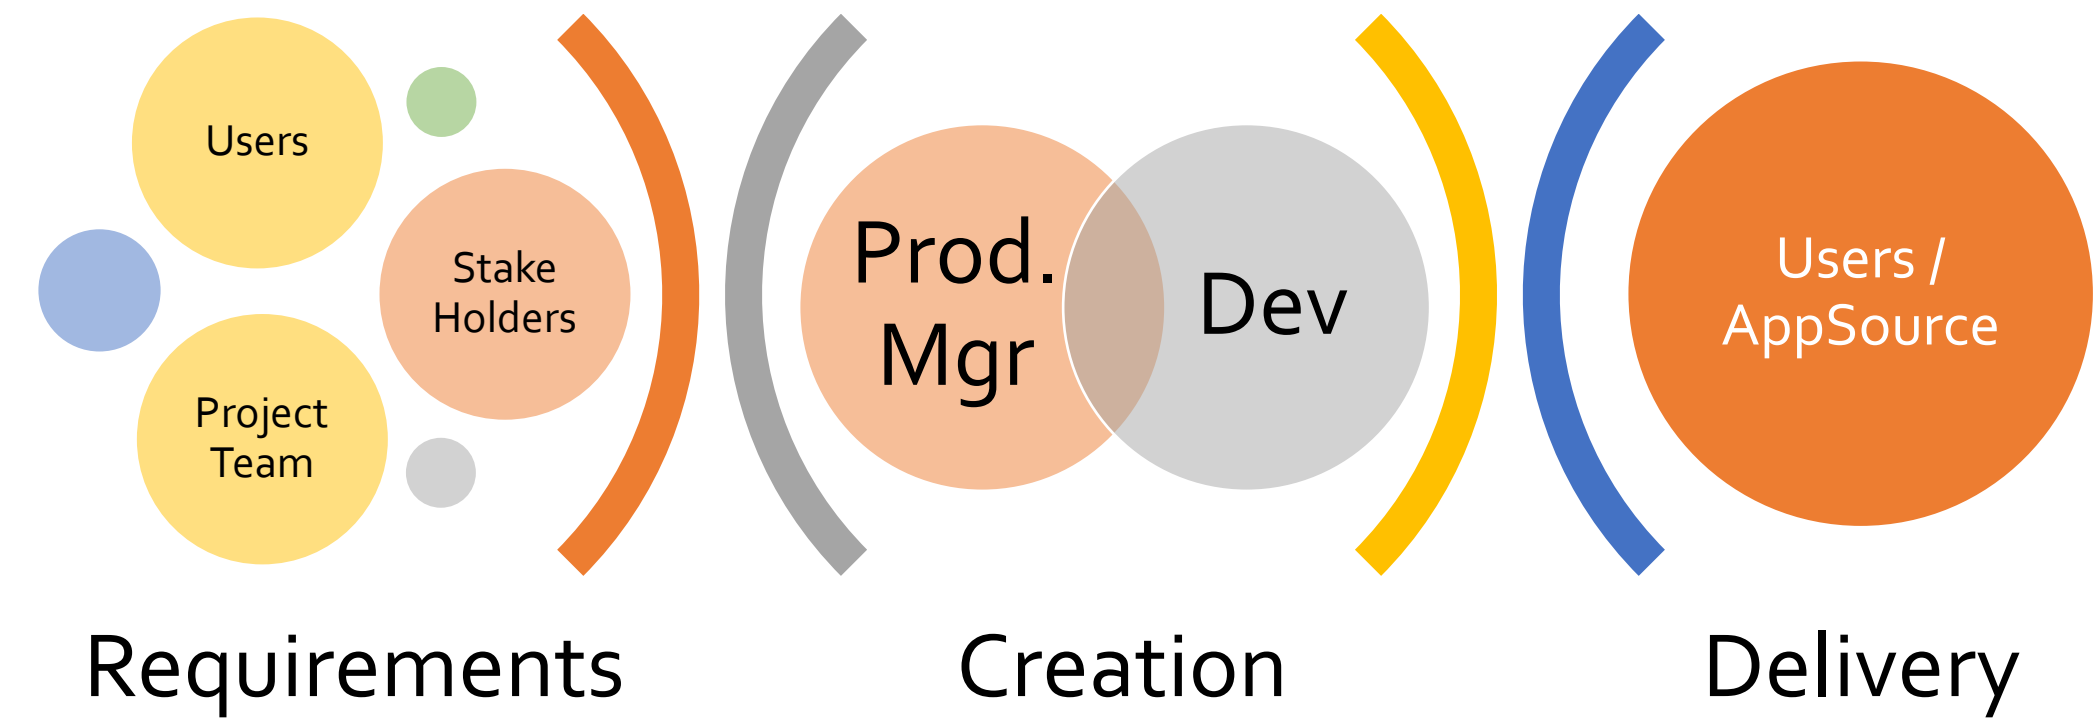 Users
Stake
Holders
Project
Team
Requirements
Prod.
Mgr
Dev
Creation
Users /
AppSource
Delivery